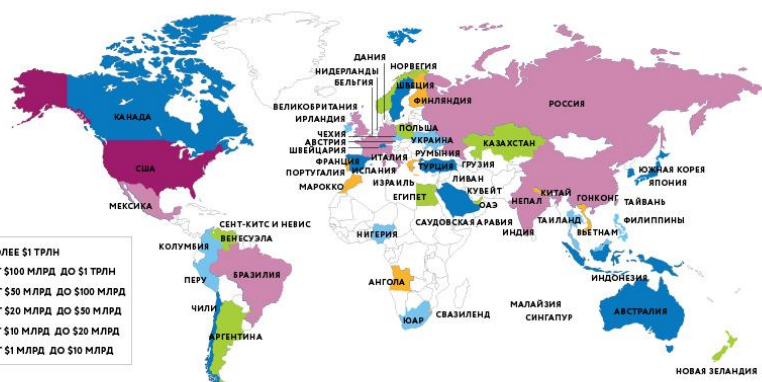 ДАНИЯ
НОРВЕГИЯ
НИДЕРЛАНДЫ
БЕЛЬГИЯ
ШВЕЦИЯ
ФИНЛЯНДИЯ
РОССИЯ
КАНАДА
ВЕЛИКОБРИТАНИЯ
ИРЛАНДИЯ
ПОЛЬША
ЧЕХИЯ
АВСТРИЯ
УКРАИНА
КАЗАХСТАН
ШВЕЙЦАРИЯ
РУМЫНИЯ
ФРАНЦИЯ
ИТАЛИЯ
ТУРЦИЯ
ГРУЗИЯ
США
ПОРТУГАЛИЯ
ИСПАНИЯ
ЮЖНАЯ КОРЕЯ
ЛИВАН
ЯПОНИЯ
МАРОККО
ИЗРАИЛЬ
КУВЕЙТ
КИТАЙ
ЕГИПЕТ
НЕПАЛ
ГОНКОНГ
ТАЙВАНЬ
МЕКСИКА
ОАЭ
СЕНТ-КИТС И НЕВИС
САУДОВСКАЯ АРАВИЯ
ТАИЛАНД
ФИЛИППИНЫ
НИГЕРИЯ
ИНДИЯ
ВЬЕТНАМ
ВЕНЕСУЭЛА
КОЛУМБИЯ
ОЛЕЕ $1 ТРЛН
Т $100 МЛРД ДО $1 ТРЛН
Т $50 МЛРД ДО $100 МЛРД
Т $20 МЛРД ДО $50 МЛРД
Т $10 МЛРД ДО $20 МЛРД
Т $1 МЛРД ДО $10 МЛРД
БРАЗИЛИЯ
ПЕРУ
АНГОЛА
ИНДОНЕЗИЯ
ЧИЛИ
МАЛАЙЗИЯ
СИНГАПУР
АВСТРАЛИЯ
СВАЗИЛЕНД
ЮАР
АРГЕНТИНА
НОВАЯ ЗЕЛАНДИЯ